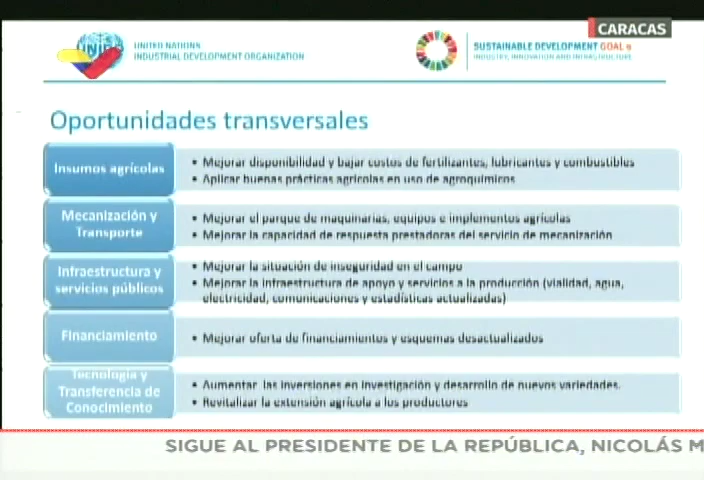 CARACAS
UNIDO
UNITED NATIONS
INDUSTRIAL DEVELOPMENT ORGANIZATION
SUSTAINABLE DEVELOPMENT GOAL 9
INDUSTRY, INNOVATION AND INFRASTRUCTURE
Oportunidades transversales
Insumos agrícolas
• Mejorar disponibilidad y bajar costos de fertilizantes, lubricantes y combustibles
• Aplicar buenas prácticas agrícolas en uso de agroquímicos
Mecanización y
Transporte
• Mejorar el parque de maquinarias, equipos e implementos agrícolas
• Mejorar la capacidad de respuesta prestadoras del servicio de mecanización
Infraestructura y
servicios públicos
• Mejorar la situación de inseguridad en el campo
• Mejorar la infraestructura de apoyo y servicios a la producción (vialidad, agua,
electricidad, comunicaciones y estadísticas actualizadas)
Financiamiento
• Mejorar oferta de financiamientos y esquemas desactualizados
Tecnología y
Transferencia de
Conocimiento
• Aumentar las inversiones en investigación y desarrollo de nuevos variedades.
• Revitalizar la extensión agrícola a los productores
SIGUE AL PRESIDENTE DE LA REPÚBLICA, NICOLÁS M